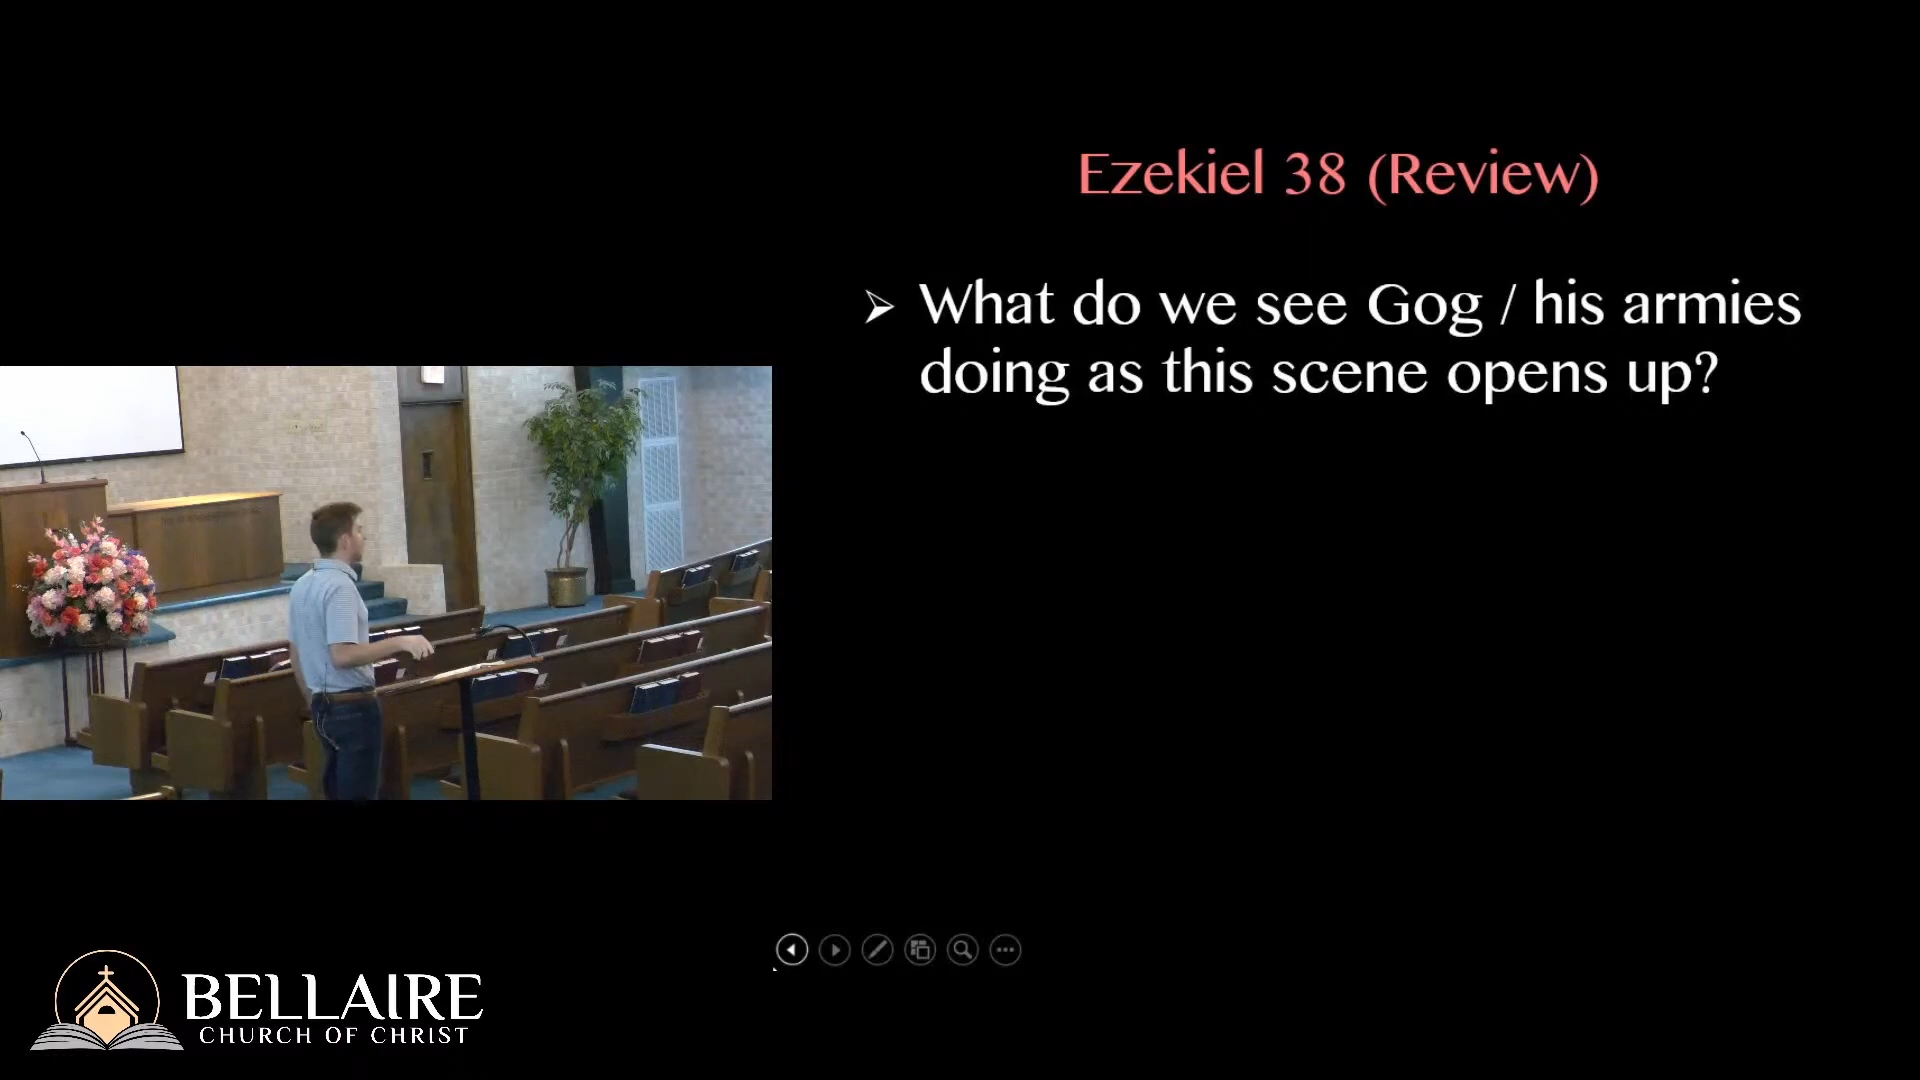 Ezekiel 38 (Review)
What do we see Gog / his armies
doing as this scene opens up?
BELLAIRE
CHURCH OF CHRIST